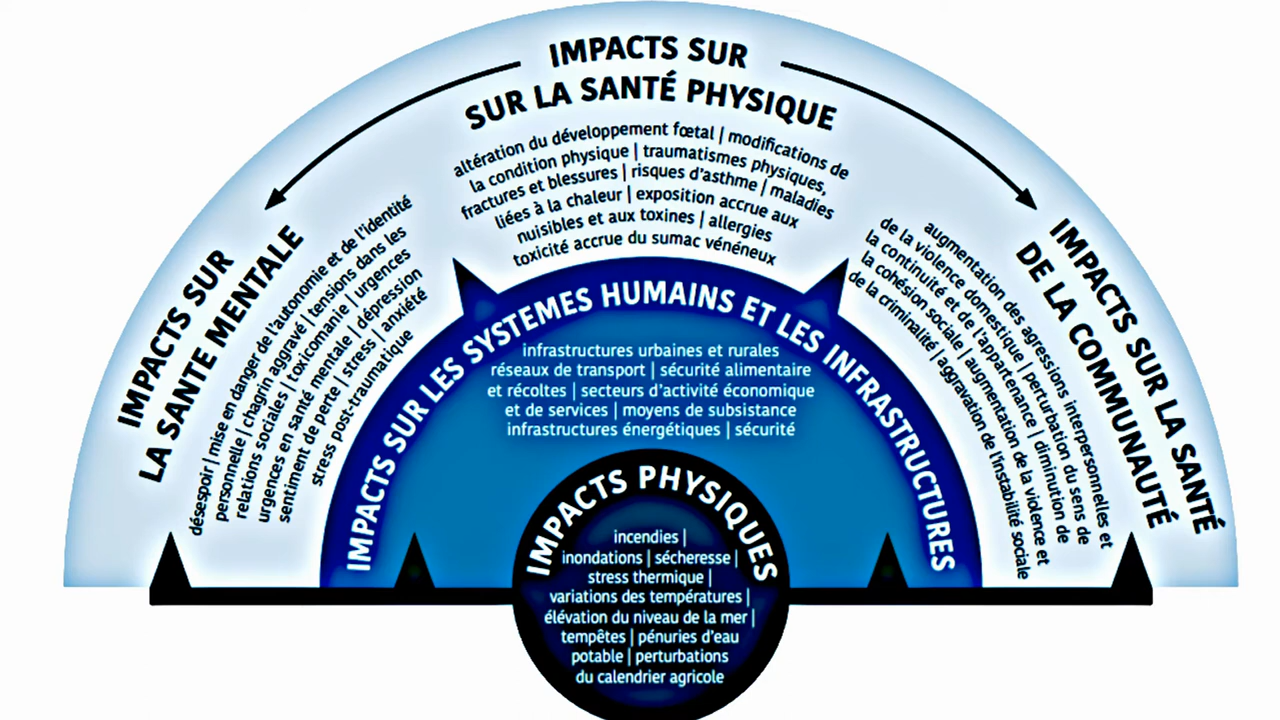 IMPACTS SUR
SUR LA SANTÉ PHYSIQUE
altération du développement fœtal | modifications de
la condition physique | traumatismes physiques,
fractures et blessures | risques d'asthme | maladies
liées à la chaleur | exposition accrue aux
nuisibles et aux toxines | allergies
toxicité accrue du sumac vénéneux
IMPACTS SUR
LA SANTE MENTALE
désespoir | mise en danger de l'autonomie et de l'identité
personnelle | chagrin aggravé | tensions dans les
relations sociales | toxicomanie | urgences
urgences en santé mentale | dépression
sentiment de perte | stress | anxiété
stress post-traumatique
IMPACTS SUR LA SANTÉ
DE LA COMMUNAUTÉ
augmentation des agressions interpersonnelles et
de la violence domestique | perturbation du sens de
la continuité et de l'appartenance | diminution de
la cohésion sociale | augmentation de la violence et
de la criminalité | aggravation de l'instabilité sociale
IMPACTS SUR LES SYSTEMES HUMAINS ET LES INFRASTRUCTURES
infrastructures urbaines et rurales
réseaux de transport | sécurité alimentaire
et récoltes | secteurs d'activité économique
et de services | moyens de subsistance
infrastructures énergétiques | sécurité
IMPACTS PHYSIQUES
incendies |
inondations | sécheresse |
stress thermique |
variations des températures |
élévation du niveau de la mer |
tempêtes | pénuries d'eau
potable | perturbations
du calendrier agricole